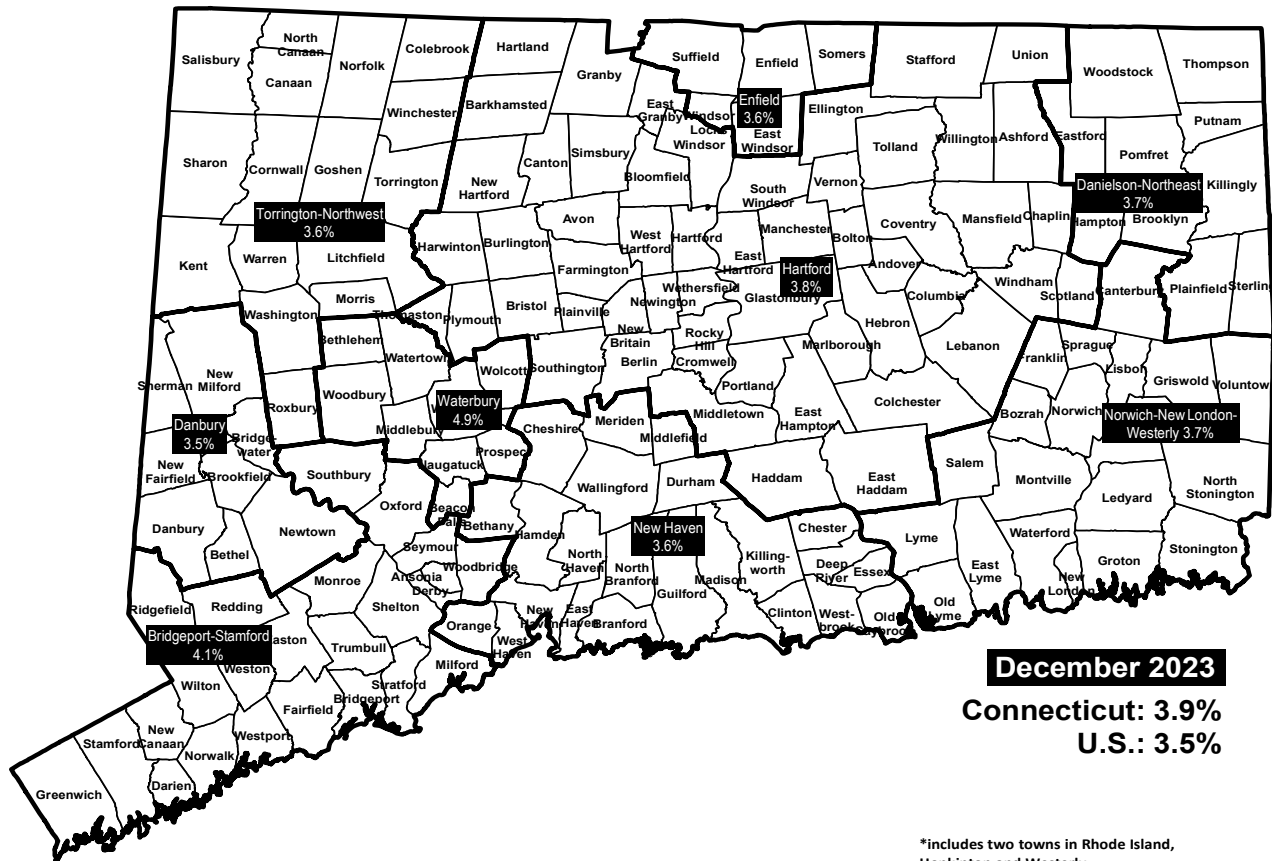 North
Canaan
Colebrook
Hartland
Suffield
Enfield
Somers
Stafford
Union
Woodstock
Thompson
Salisbury
Canaan
Norfolk
Granby
Winchester
Barkhamsted
East
Granby
Windsor
Locks
Enfield
3.6%
East
Windsor
Ellington
Willington
Ashford
Eastford
Putnam
Pomfret
Sharon
Cornwall
Goshen
Torrington
New
Hartford
Canton
Simsbury
Bloomfield
Windsor
Tolland
Killingly
Danielson-Northeast
3.7%
Torrington-Northwest
3.6%
South
Windsor
Vernon
Mansfield
Chaplin
Hampton
Brooklyn
Avon
West
Hartford
Hartford
Manchester
Bolton
Coventry
Kent
Warren
Litchfield
Harwinton
Burlington
Farmington
East
Hartford
Hartford
3.8%
Andover
Windham
Scotland
Canterbury
Plainfield
Sterling
Morris
Washington
Thomaston
Plymouth
Bristol
Plainville
Newington
Wethersfield
Glastonbury
Columbia
Hebron
Lebanon
New
Britain
Rocky
Hill
Marlborough
Bethlehem
Watertown
Wolcott
Southington
Berlin
Cromwell
Portland
Franklin
Sprague
Lisbon
Griswold
Voluntown
Sherman
New
Milford
Roxbury
Woodbury
Waterbury
4.9%
Middletown
East
Hampton
Colchester
Bozrah
Norwich
Norwich-New London-
Westerly 3.7%
Danbury
3.5%
Bridge-
water
Middlebury
Cheshire
Meriden
Middlefield
Prospect
Naugatuck
New
Fairfield
Brookfield
Southbury
Wallingford
Durham
Haddam
East
Haddam
Salem
Montville
Ledyard
North
Stonington
Oxford
Beacon
Falls
Bethany
Danbury
Bethel
Newtown
Seymour
Woodbridge
Hamden
North
Haven
New Haven
3.6%
North
Branford
Killing-
worth
Chester
Deep
River
Essex
Lyme
East
Lyme
Waterford
New
London
Groton
Stonington
Monroe
Ansonia
Derby
Shelton
Guilford
Madison
Clinton
West-
brook
Old
Saybrook
Old
Lyme
Ridgefield
Redding
Orange
New
Haven
West
Haven
East
Haven
Branford
Bridgeport-Stamford
4.1%
Easton
Trumbull
Milford
Weston
Wilton
Stratford
Bridgeport
Fairfield
Stamford
New
Canaan
Westport
Norwalk
Darien
Greenwich
December 2023
Connecticut: 3.9%
U.S.: 3.5%
*includes two towns in Rhode Island,